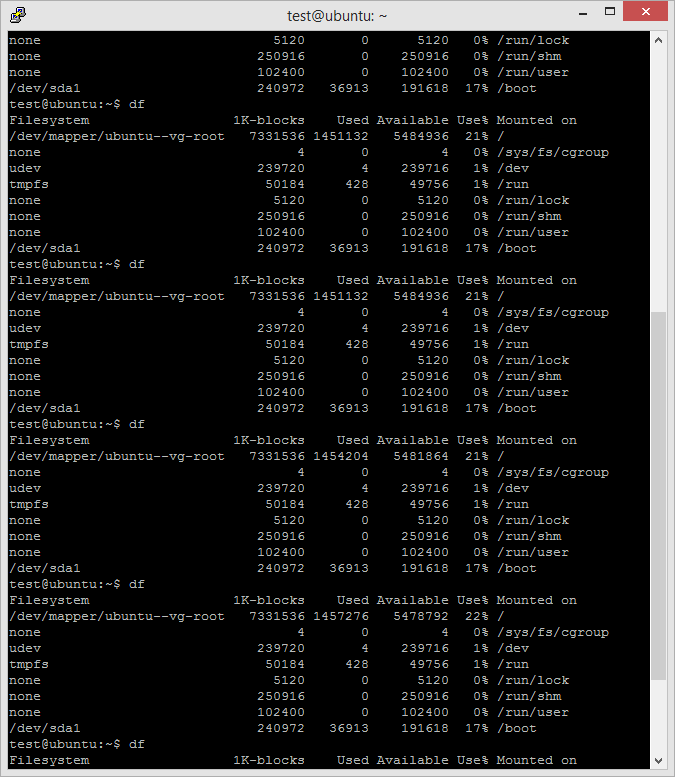 test@ubuntu: ~
none 5120 0 5120 0% /run/lock
none 250916 0 250916 0% /run/shm
none 102400 0 102400 0% /run/user
/dev/sda1 240972 36913 191618 17% /boot
test@ubuntu:~$ df
Filesystem 1K-blocks Used Available Use% Mounted on
/dev/mapper/ubuntu--vg-root 7331536 1451132 5484936 21% /
none 4 0 4 0% /sys/fs/cgroup
udev 239720 4 239716 1% /dev
tmpfs 50184 428 49756 1% /run
none 5120 0 5120 0% /run/lock
none 250916 0 250916 0% /run/shm
none 102400 0 102400 0% /run/user
/dev/sda1 240972 36913 191618 17% /boot
test@ubuntu:~$ df
Filesystem 1K-blocks Used Available Use% Mounted on
/dev/mapper/ubuntu--vg-root 7331536 1451132 5484936 21% /
none 4 0 4 0% /sys/fs/cgroup
udev 239720 4 239716 1% /dev
tmpfs 50184 428 49756 1% /run
none 5120 0 5120 0% /run/lock
none 250916 0 250916 0% /run/shm
none 102400 0 102400 0% /run/user
/dev/sda1 240972 36913 191618 17% /boot
test@ubuntu:~$ df
Filesystem 1K-blocks Used Available Use% Mounted on
/dev/mapper/ubuntu--vg-root 7331536 1454204 5481864 21% /
none 4 0 4 0% /sys/fs/cgroup
udev 239720 4 239716 1% /dev
tmpfs 50184 428 49756 1% /run
none 5120 0 5120 0% /run/lock
none 250916 0 250916 0% /run/shm
none 102400 0 102400 0% /run/user
/dev/sda1 240972 36913 191618 17% /boot
test@ubuntu:~$ df
Filesystem 1K-blocks Used Available Use% Mounted on
/dev/mapper/ubuntu--vg-root 7331536 1457276 5478792 22% /
none 4 0 4 0% /sys/fs/cgroup
udev 239720 4 239716 1% /dev
tmpfs 50184 428 49756 1% /run
none 5120 0 5120 0% /run/lock
none 250916 0 250916 0% /run/shm
none 102400 0 102400 0% /run/user
/dev/sda1 240972 36913 191618 17% /boot
test@ubuntu:~$ df
Filesystem 1K-blocks Used Available Use% Mounted on